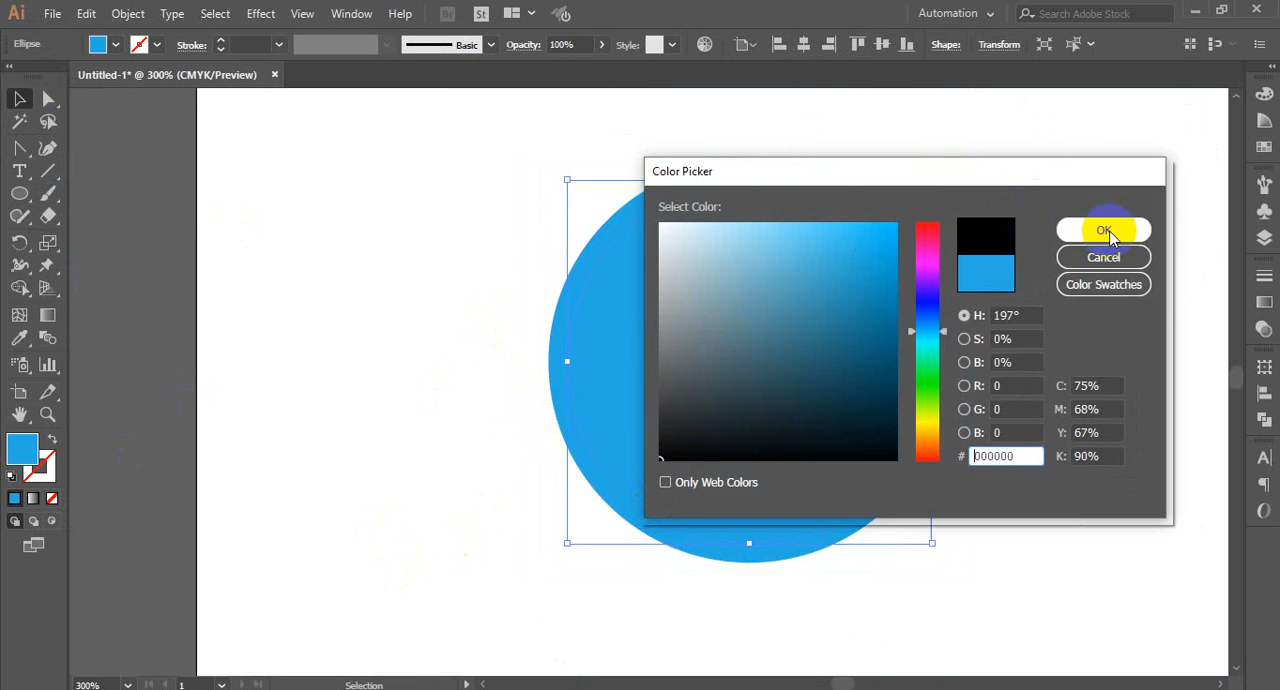 Ai File Edit Object Type Select Effect View Window Help Br St Automation Search Adobe Stock
Ellipse Stroke: Basic Opacity: 100% Style: Shape: Transform
Untitled-1* @ 300% (CMYK/Preview) ×
Color Picker
Select Color:
OK
Cancel
Color Swatches
H: 197°
S: 0%
B: 0%
R: 0 C: 75%
G: 0 M: 68%
B: 0 Y: 67%
# 000000 K: 90%
Only Web Colors
300% 1 Selection